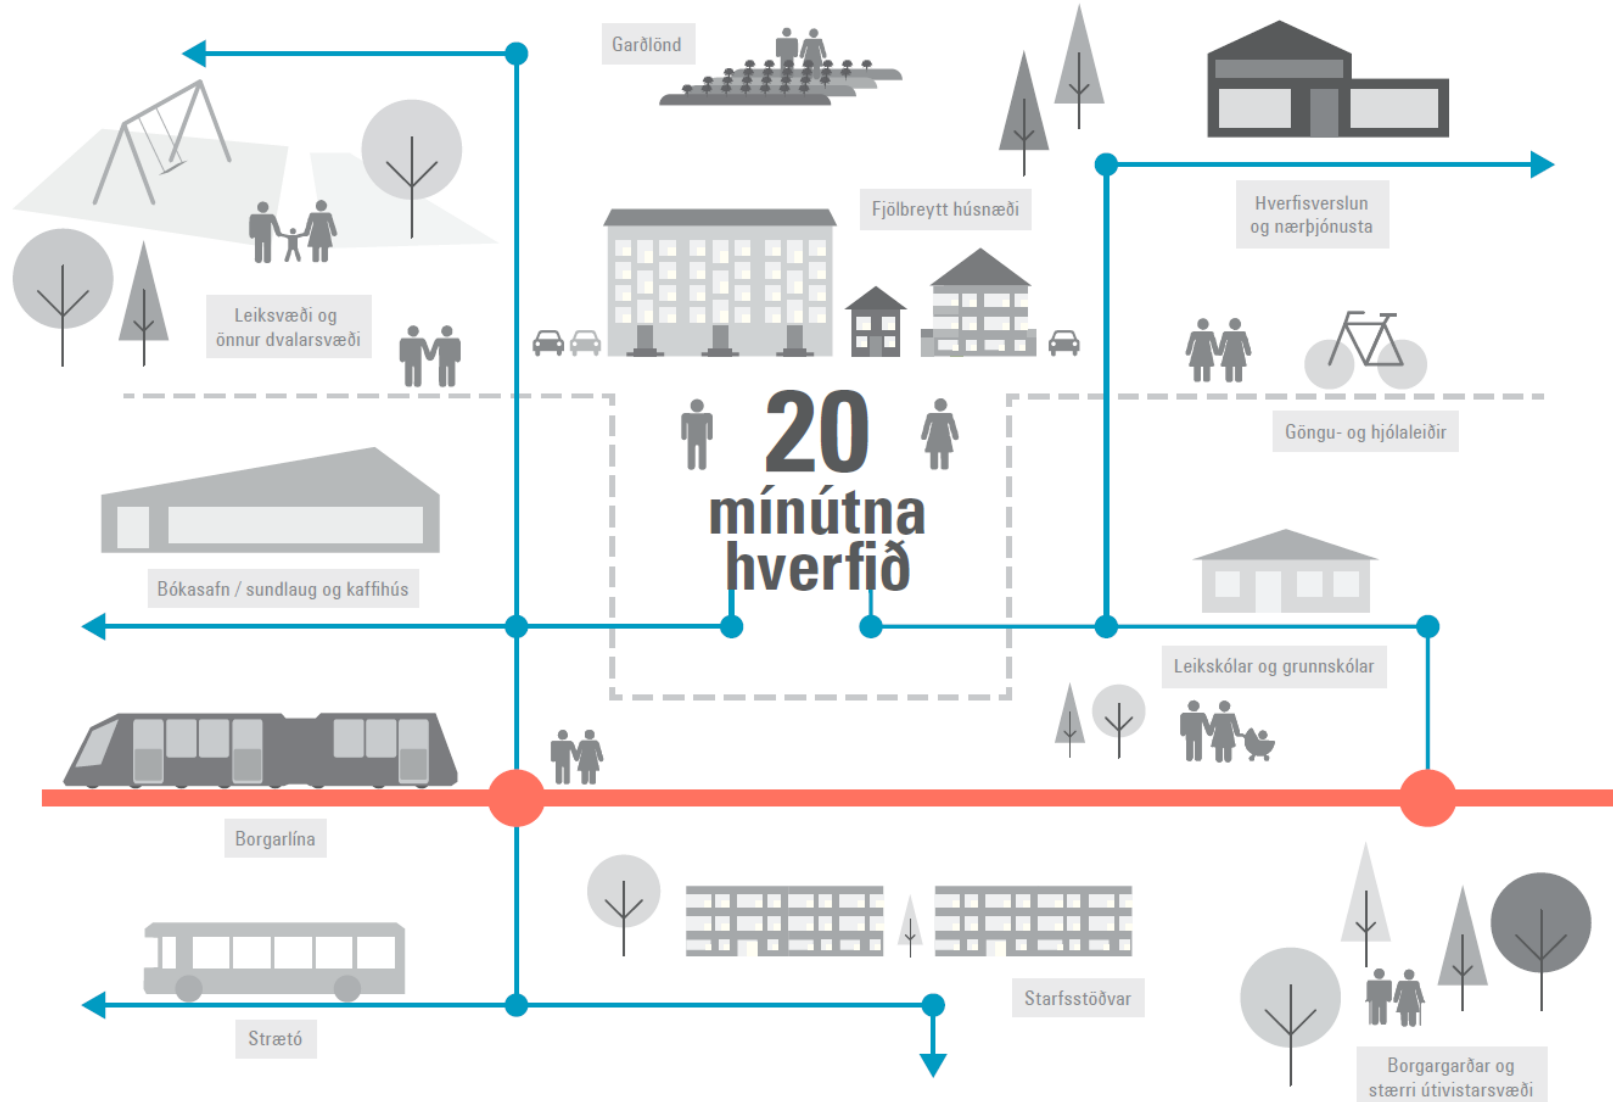 Garðlönd
Fjölbreytt húsnæði
Hverfisverslun
og nærþjónusta
Leiksvæði og
önnur dvalarsvæði
20
mínútna
hverfið
Göngu- og hjólaleiðir
Bókasafn / sundlaug og kaffihús
Leikskólar og grunnskólar
Borgarlína
Starfsstöðvar
Strætó
Borgargarðar og
stærri útivistarsvæði